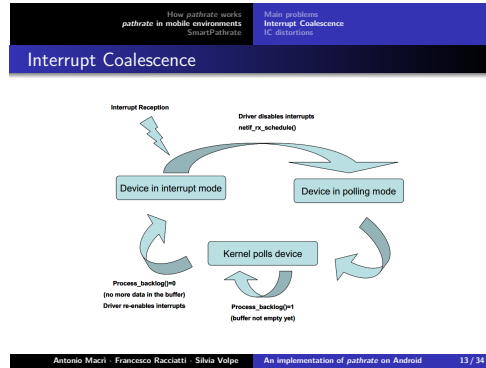 How pathrate works
pathrate in mobile environments
SmartPathrate
Main problems
Interrupt Coalescence
IC distortions
Interrupt Coalescence
Interrupt Reception
Driver disables interrupts
netif_rx_schedule()
Device in interrupt mode
Device in polling mode
Kernel polls device
Process_backlog()=0
(no more data in the buffer)
Driver re-enables interrupts
Process_backlog()=1
(buffer not empty yet)
Antonio Macrì - Francesco Racciatti - Silvia Volpe
An implementation of pathrate on Android
13 / 34